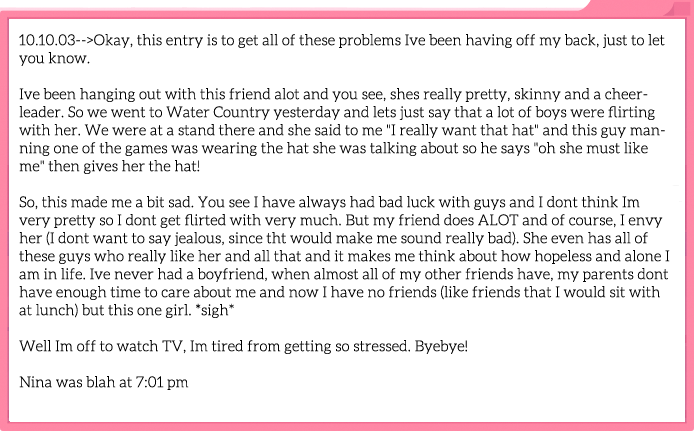 10.10.03-->Okay, this entry is to get all of these problems Ive been having off my back, just to let
you know.
Ive been hanging out with this friend alot and you see, shes really pretty, skinny and a cheer-
leader. So we went to Water Country yesterday and lets just say that a lot of boys were flirting
with her. We were at a stand there and she said to me "I really want that hat" and this guy man-
ning one of the games was wearing the hat she was talking about so he says "oh she must like
me" then gives her the hat!
So, this made me a bit sad. You see I have always had bad luck with guys and I dont think Im
very pretty so I dont get flirted with very much. But my friend does ALOT and of course, I envy
her (I dont want to say jealous, since tht would make me sound really bad). She even has all of
these guys who really like her and all that and it makes me think about how hopeless and alone I
am in life. Ive never had a boyfriend, when almost all of my other friends have, my parents dont
have enough time to care about me and now I have no friends (like friends that I would sit with
at lunch) but this one girl. *sigh*
Well Im off to watch TV, Im tired from getting so stressed. Byebye!
Nina was blah at 7:01 pm